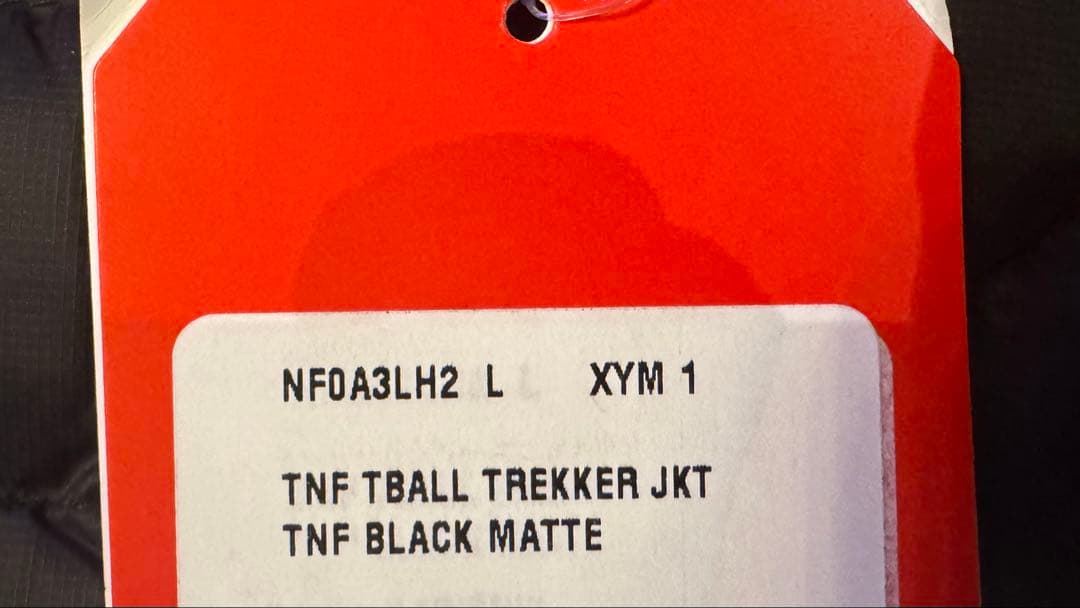 NF0A3LH2 L XYM 1
TNF TBALL TREKKER JKT
TNF BLACK MATTE